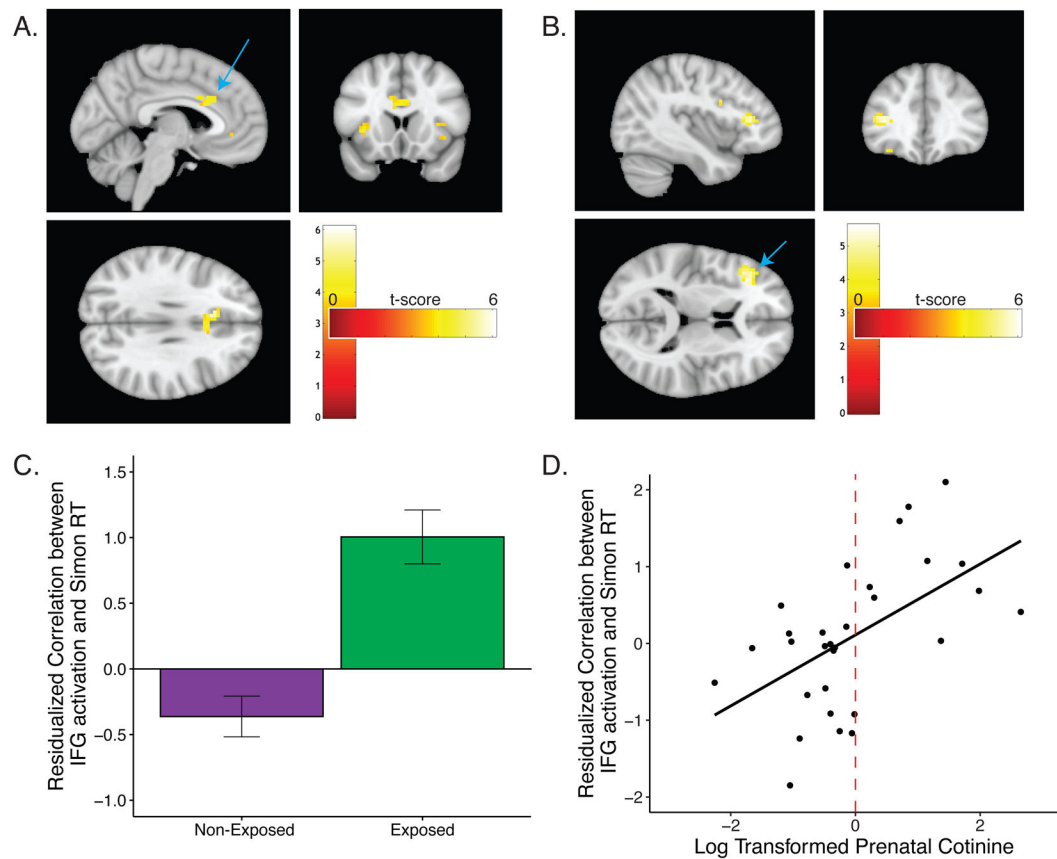 A.
B.
6
5
4
3
2
1
0
0 t-score 6
5
4
3
2
1
0
0 t-score 6
C.
Residualized Correlation between
IFG activation and Simon RT
1.5
1.0
0.5
0.0
−0.5
−1.0
Non-Exposed Exposed
D.
Residualized Correlation between
IFG activation and Simon RT
2
1
0
−1
−2
−2 0 2
Log Transformed Prenatal Cotinine